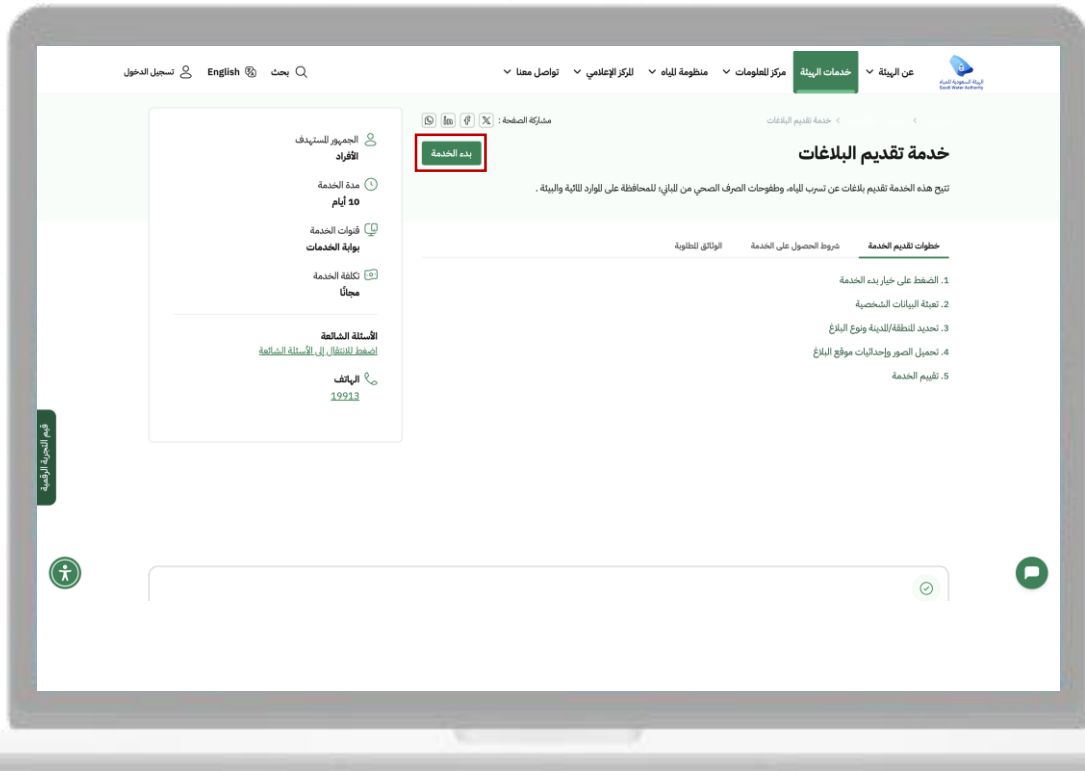 الهيئة السعودية للمياه
Saudi Water Authority
عن الهيئة
خدمات الهيئة
مركز المعلومات
منظومة المياه
المركز الإعلامي
تواصل معنا
بحث
English
تسجيل الدخول
خدمة تقديم البلاغات
مشاركة الصفحة :
خدمة تقديم البلاغات
بدء الخدمة
تتيح هذه الخدمة تقديم بلاغات عن تسرب المياه، وطفوحات الصرف الصحي من المباني؛ للمحافظة على الموارد المائية والبيئة .
خطوات تقديم الخدمة
شروط الحصول على الخدمة
الوثائق المطلوبة
1. الضغط على خيار بدء الخدمة
2. تعبئة البيانات الشخصية
3. تحديد المنطقة/المدينة ونوع البلاغ
4. تحميل الصور وإحداثيات موقع البلاغ
5. تقييم الخدمة
الجمهور المستهدف
الأفراد
مدة الخدمة
10 أيام
قنوات الخدمة
بوابة الخدمات
تكلفة الخدمة
مجانًا
الأسئلة الشائعة
اضغط للانتقال إلى الأسئلة الشائعة
الهاتف
19913
قيم التجربة الرقمية